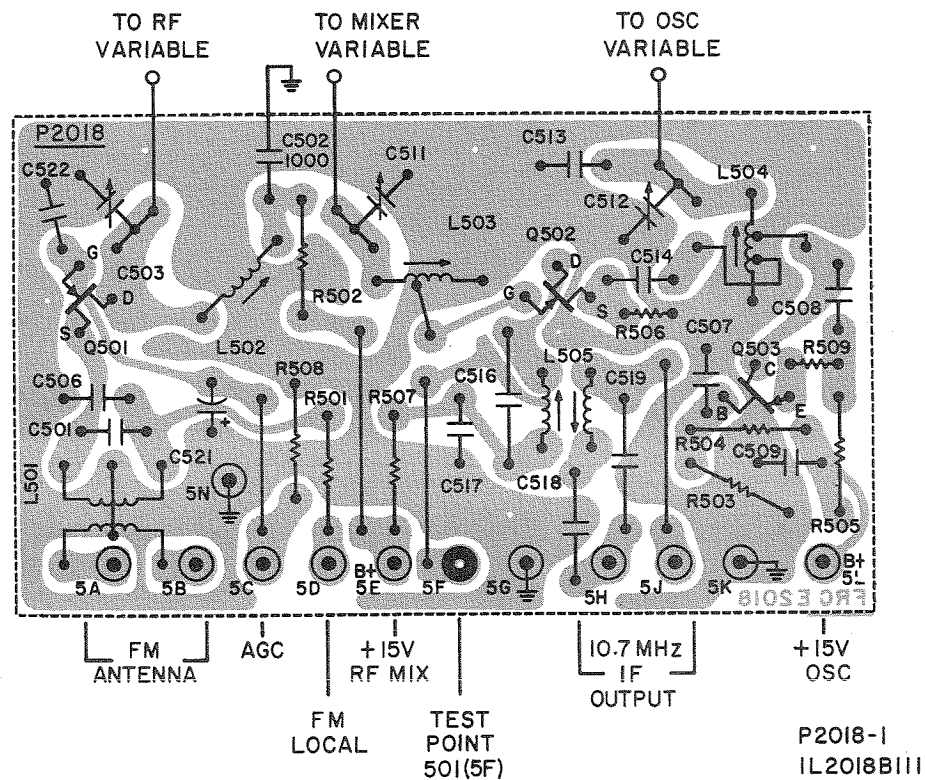 TO RF
VARIABLE
TO MIXER
VARIABLE
TO OSC
VARIABLE
P2018
C522
C502
1000
C511
C513
L504
C512
L503
Q502
G
C503
D
D
C514
G
S
R502
S
R506
C508
Q501
L502
C507
Q503
C
R509
C506
R508
R501
R507
C516
L505
C519
B
E
C501
R504
C521
C509
L501
5N
C517
C518
R503
R505
5A
5B
5C
5D
B+
5E
5F
5G
5H
5J
5K
B+
5L
FRC E2018
FM
ANTENNA
AGC
+15V
RF MIX
10.7 MHz
IF
OUTPUT
+15V
OSC
FM
LOCAL
TEST
POINT
501(5F)
P2018-1
IL2018B111